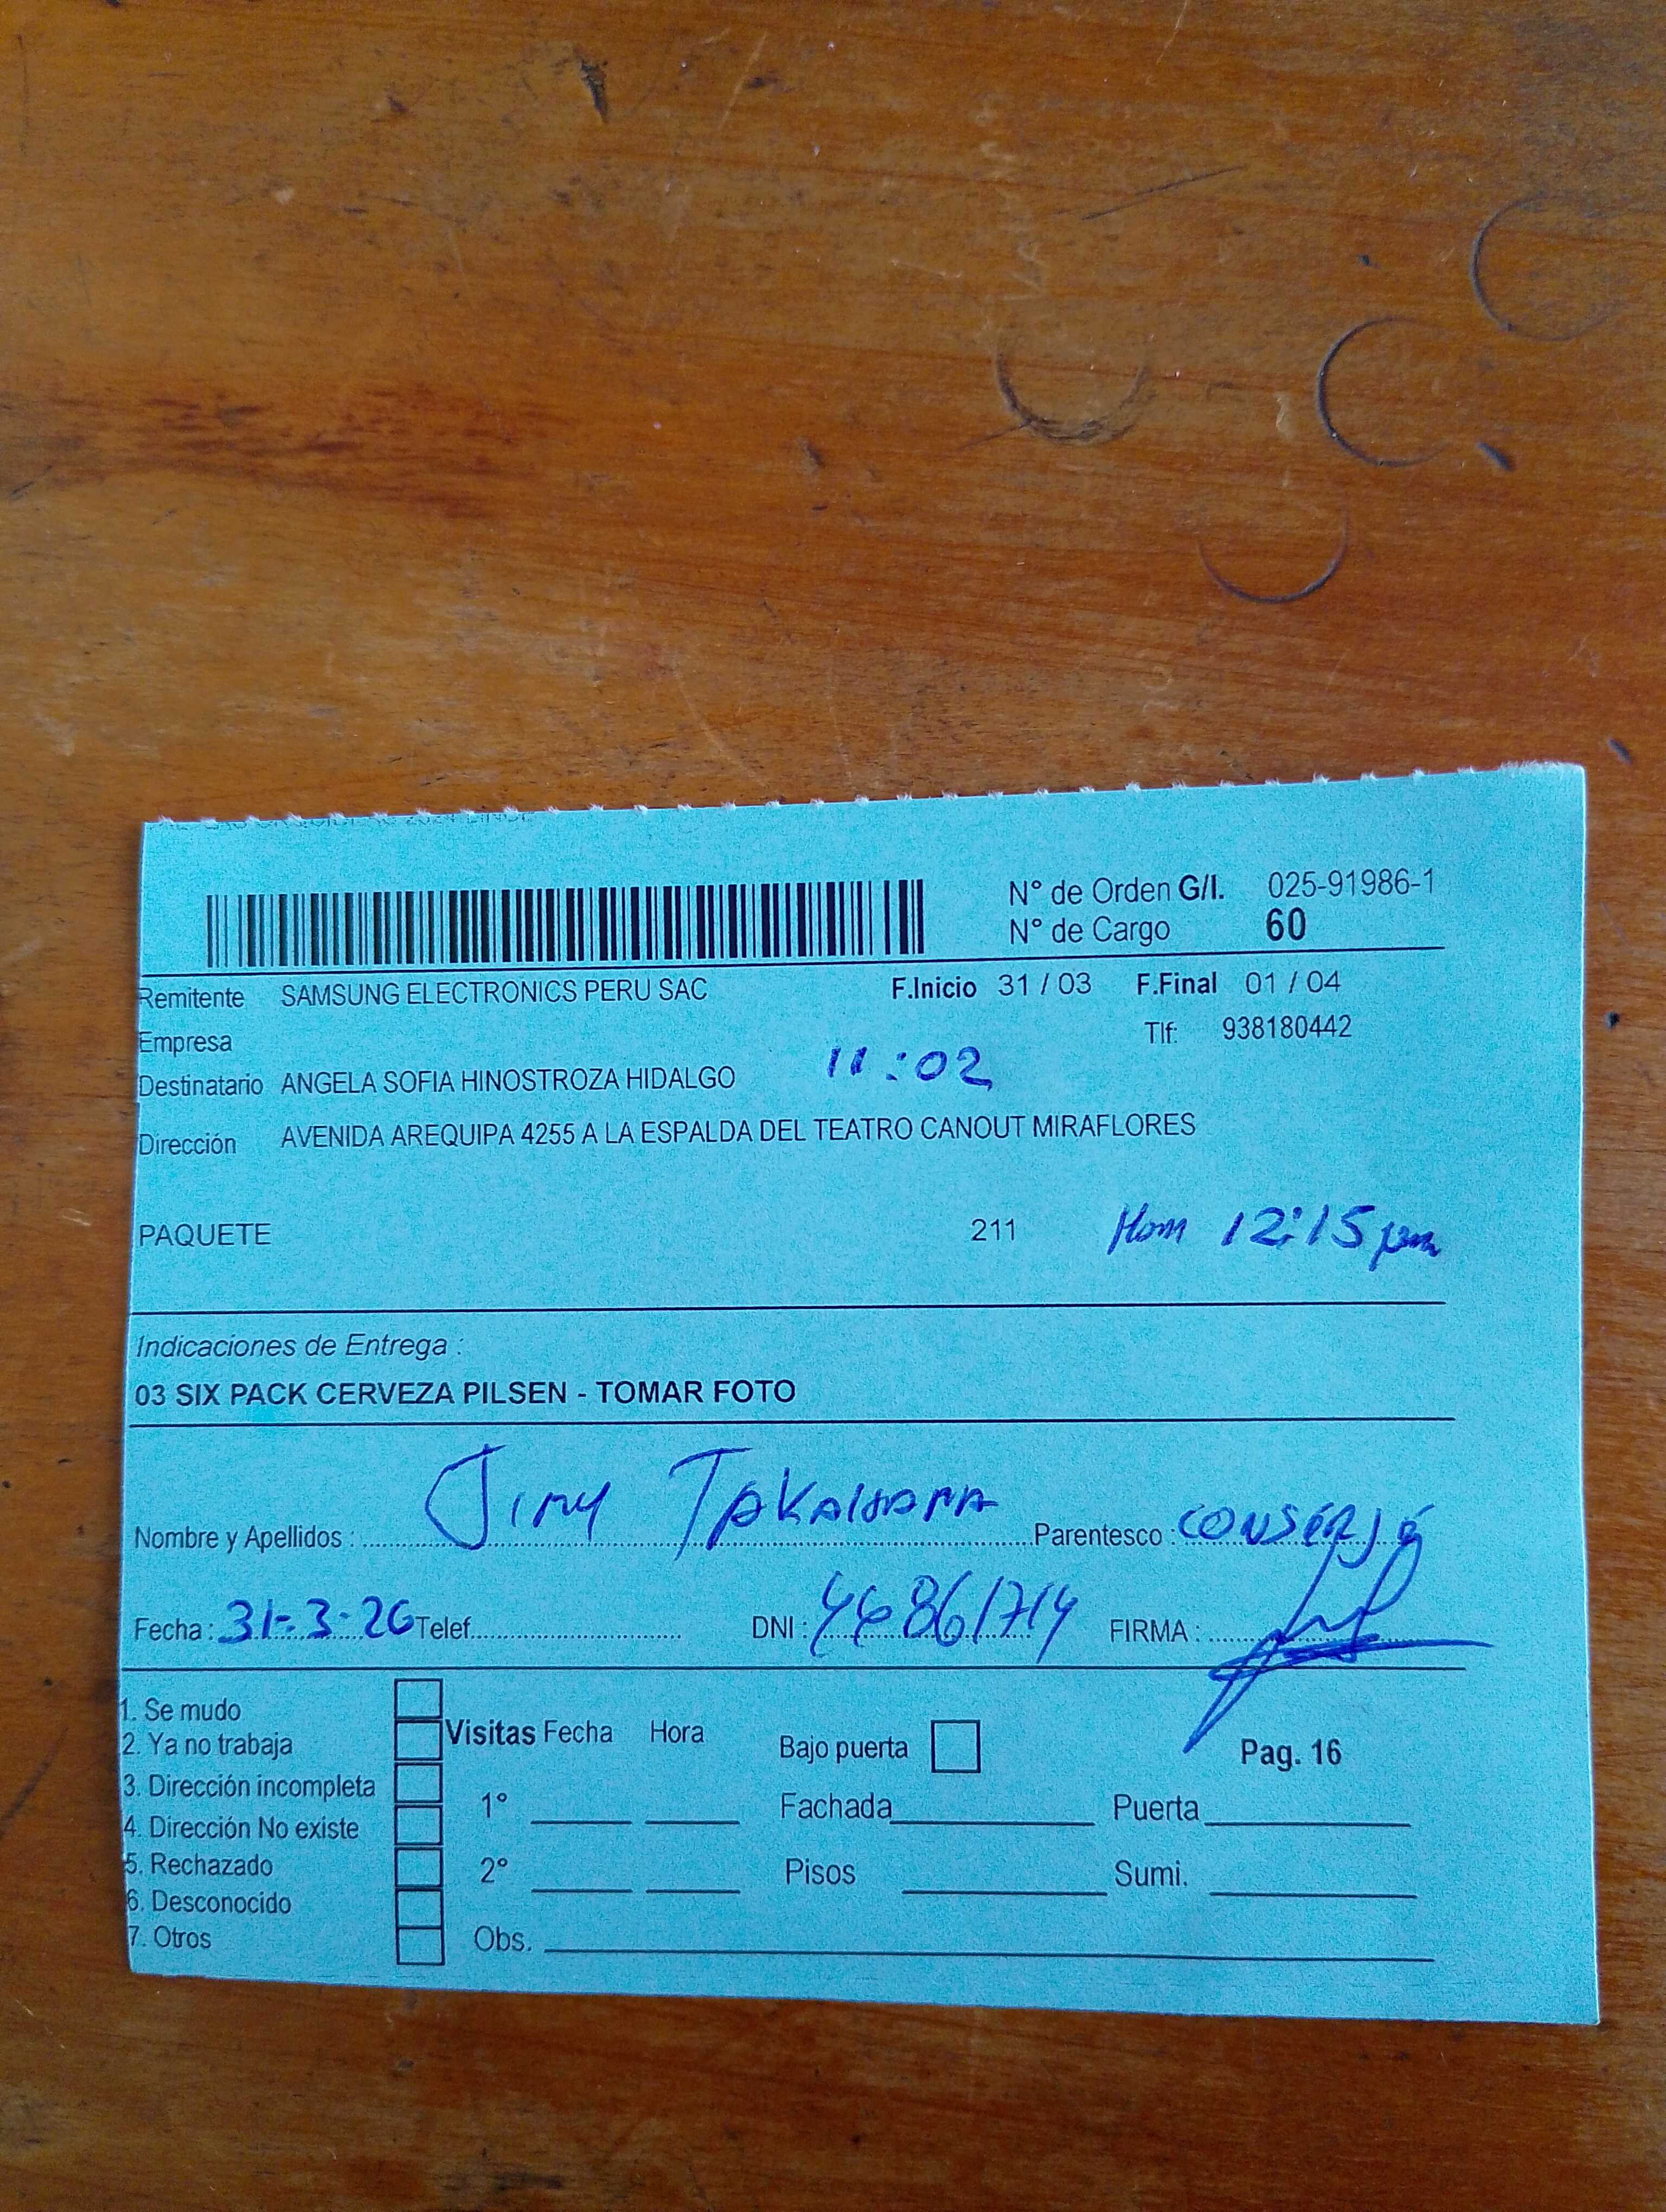 N° de Orden G/I. 025-91986-1
N° de Cargo 60
Remitente SAMSUNG ELECTRONICS PERU SAC F.Inicio 31 / 03 F.Final 01 / 04
Empresa Tlf: 938180442
11:02
Destinatario ANGELA SOFIA HINOSTROZA HIDALGO
Dirección AVENIDA AREQUIPA 4255 A LA ESPALDA DEL TEATRO CANOUT MIRAFLORES
PAQUETE 211 12:15 pm
Indicaciones de Entrega :
03 SIX PACK CERVEZA PILSEN - TOMAR FOTO
Nombre y Apellidos : Jimy Parentesco : CONSERJE
Fecha : 31-3-26 Telef. DNI : FIRMA :
1. Se mudo
2. Ya no trabaja
3. Dirección incompleta
4. Dirección No existe
5. Rechazado
6. Desconocido
7. Otros
Visitas Fecha Hora Bajo puerta Pag. 16
1° Fachada Puerta
2° Pisos Sumi.
Obs.